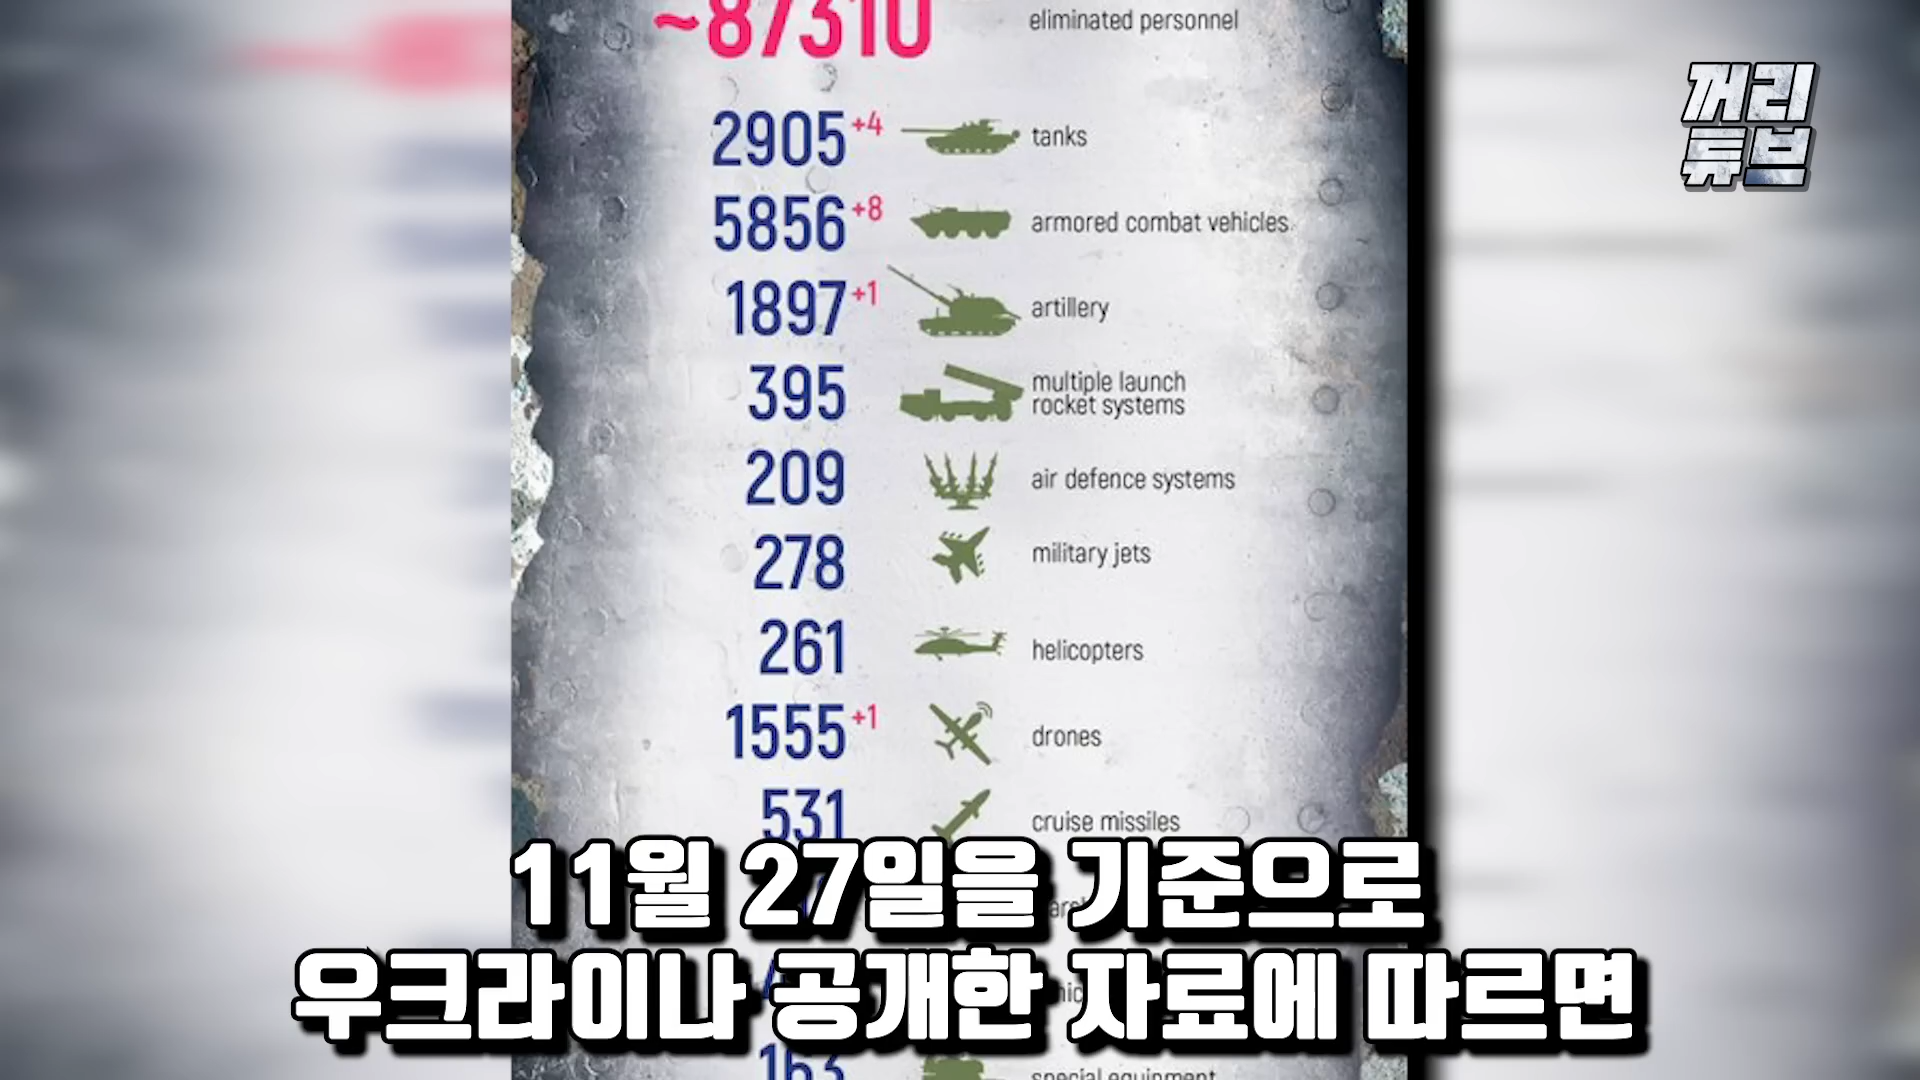 ~87310 eliminated personnel
꺼리
튜브
2905 +4 tanks
5856 +8 armored combat vehicles
1897 +1 artillery
395 multiple launch
rocket systems
209 air defence systems
278 military jets
261 helicopters
1555 +1 drones
531 cruise missiles
11월 27일을 기준으로
우크라이나 공개한 자료에 따르면
163 special equipment